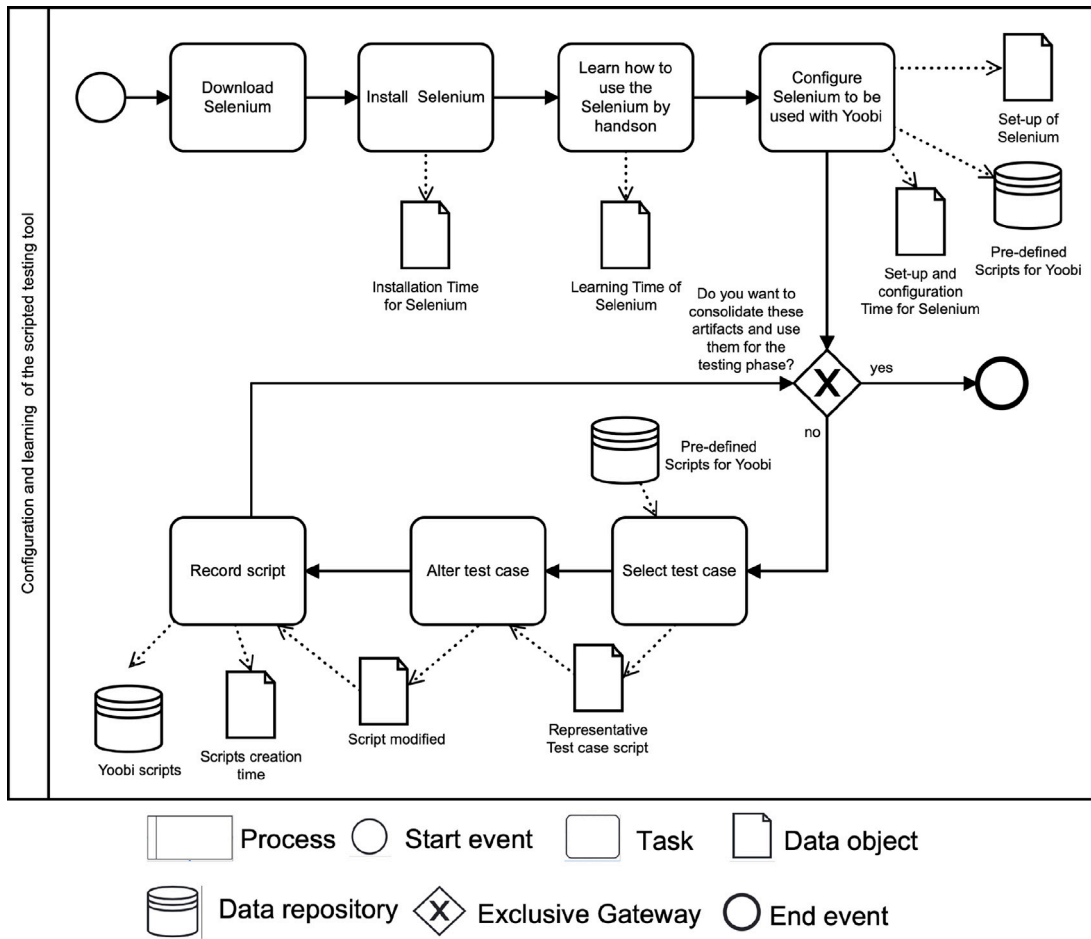 Configuration and learning of the scripted testing tool
Download
Selenium
Install Selenium
Learn how to
use the
Selenium by
handson
Configure
Selenium to be
used with Yoobi
Set-up of
Selenium
Installation Time
for Selenium
Learning Time of
Selenium
Set-up and
configuration
Time for Selenium
Pre-defined
Scripts for Yoobi
Do you want to
consolidate these
artifacts and use
them for the
testing phase?
X
yes
no
Pre-defined
Scripts for Yoobi
Record script
Alter test case
Select test case
Yoobi scripts
Scripts creation
time
Script modified
Representative
Test case script
Process
Start event
Task
Data object
Data repository
X
Exclusive Gateway
End event